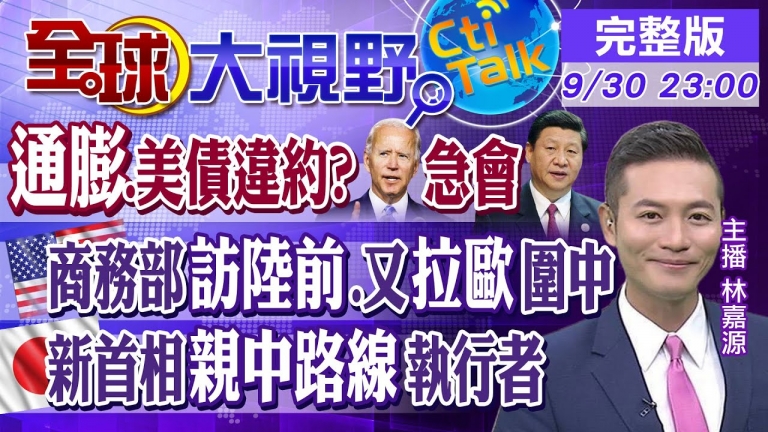 全球大視野
Cti
Talk
完整版
9/30 23:00
通膨.美債違約? 急會
商務部訪陸前.又拉歐圍中
新首相親中路線執行者
主播 林嘉源